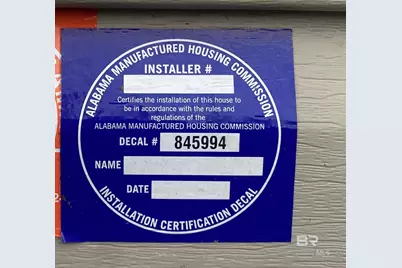 ALABAMA MANUFACTURED HOUSING COMMISSION
INSTALLER #
Certifies the installation of this house to
be in accordance with the rules and
regulations of the
ALABAMA MANUFACTURED HOUSING COMMISSION
DECAL # 845994
NAME
DATE
INSTALLATION CERTIFICATION DECAL
BR
MLS